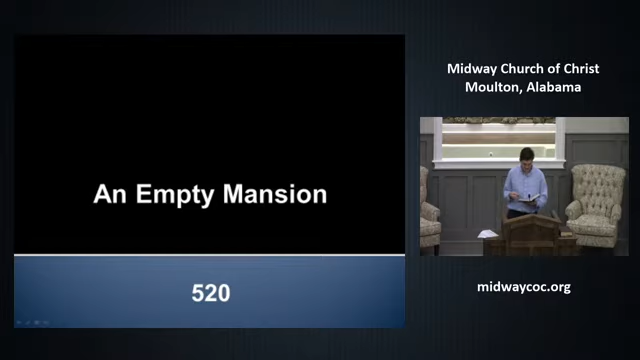 An Empty Mansion
520
Midway Church of Christ
Moulton, Alabama
midwaycoc.org